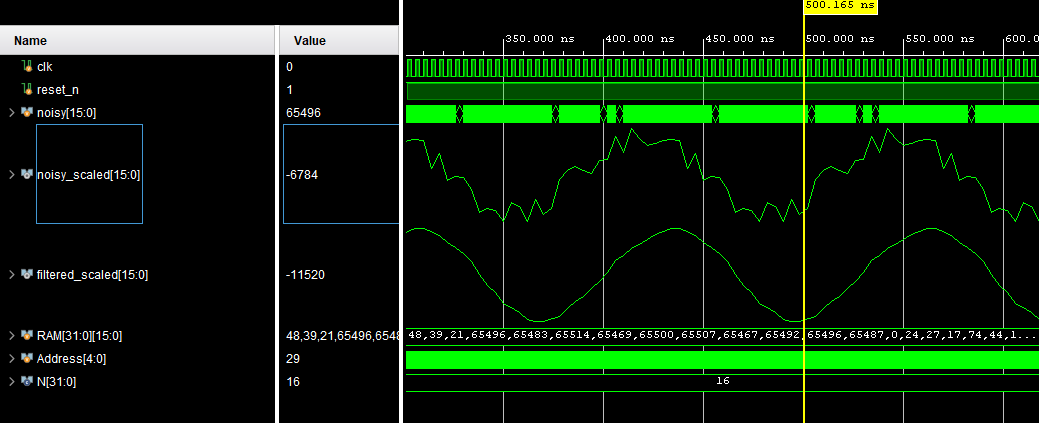 500.165 ns
Name Value
350.000 ns 400.000 ns 450.000 ns 500.000 ns 550.000 ns 600.0
clk 0
reset_n 1
noisy[15:0] 65496
noisy_scaled[15:0] -6784
filtered_scaled[15:0] -11520
RAM[31:0][15:0] 48,39,21,65496,6548 48,39,21,65496,65483,65514,65469,65500,65507,65467,65492,65496,65487,0,24,27,17,74,44,1...
Address[4:0] 29
N[31:0] 16 16